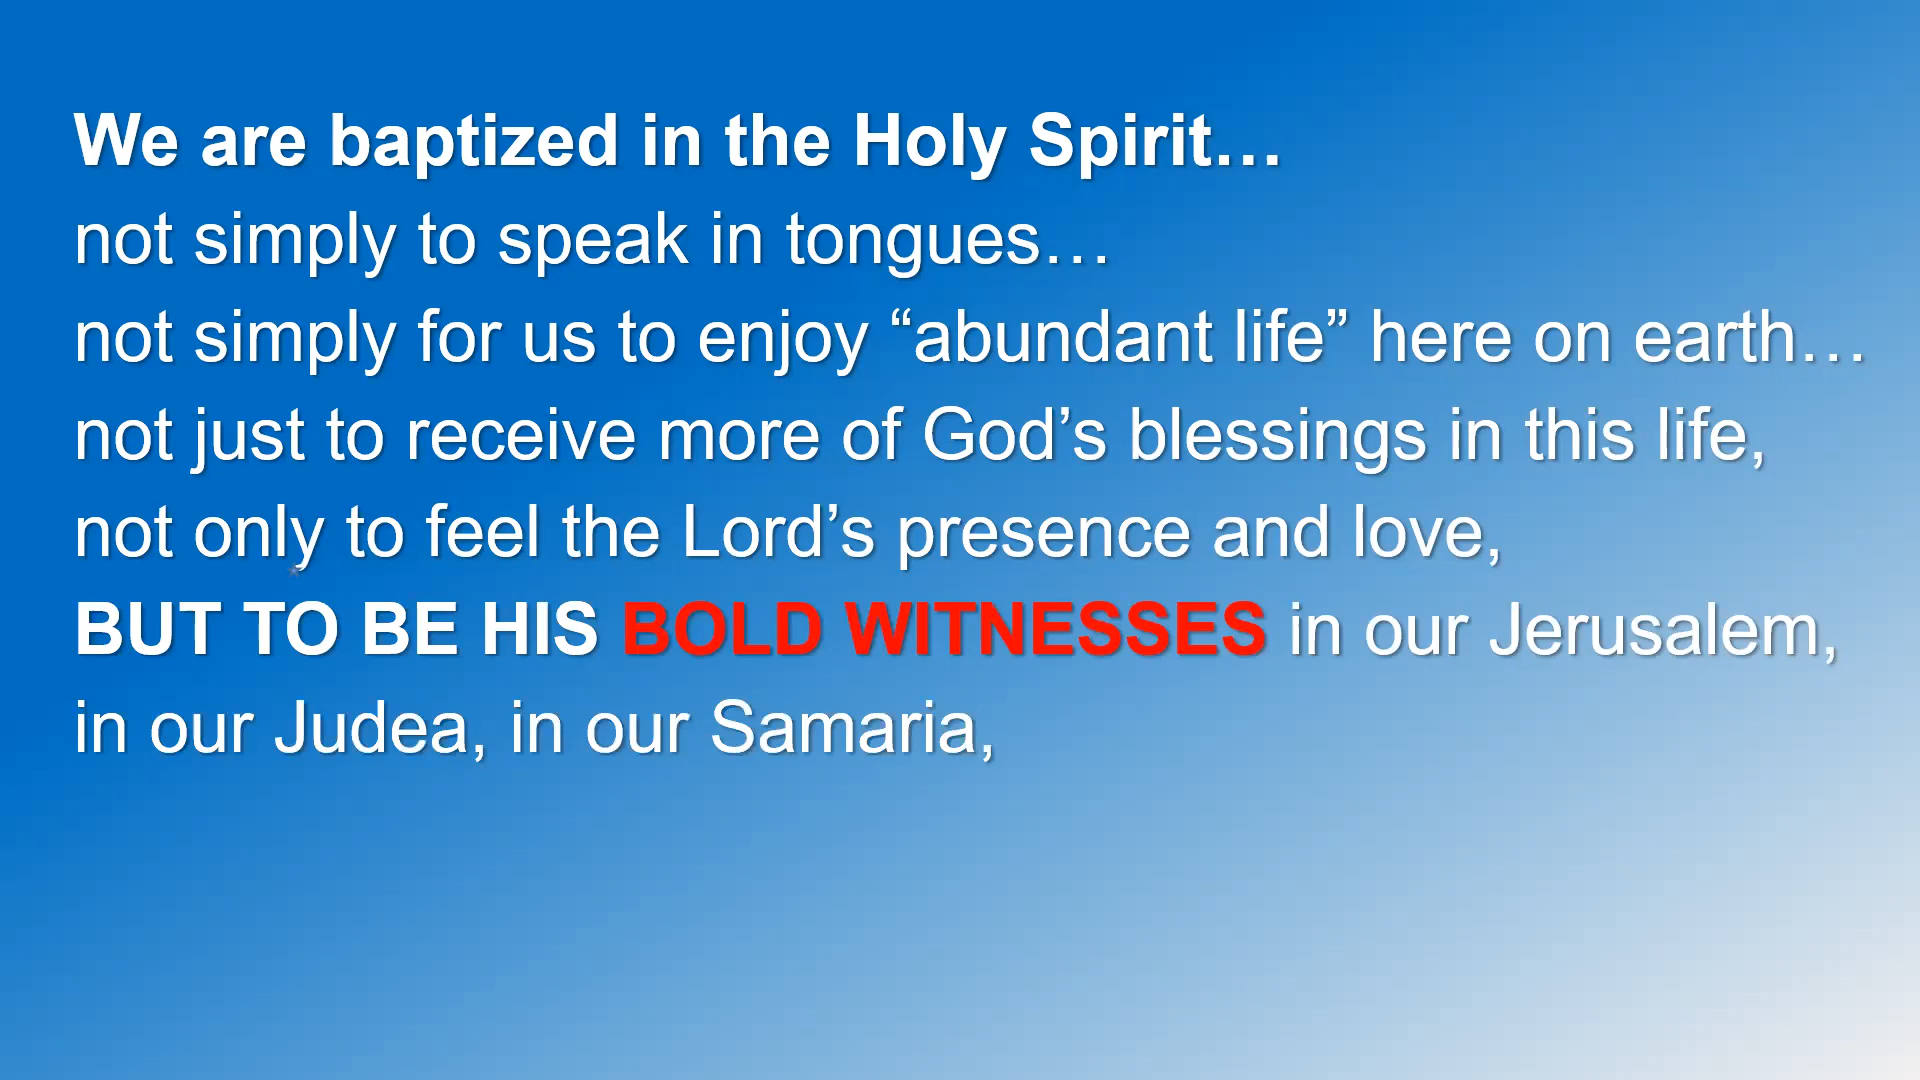 We are baptized in the Holy Spirit…
not simply to speak in tongues…
not simply for us to enjoy “abundant life” here on earth…
not just to receive more of God’s blessings in this life,
not only to feel the Lord’s presence and love,
BUT TO BE HIS BOLD WITNESSES in our Jerusalem,
in our Judea, in our Samaria,